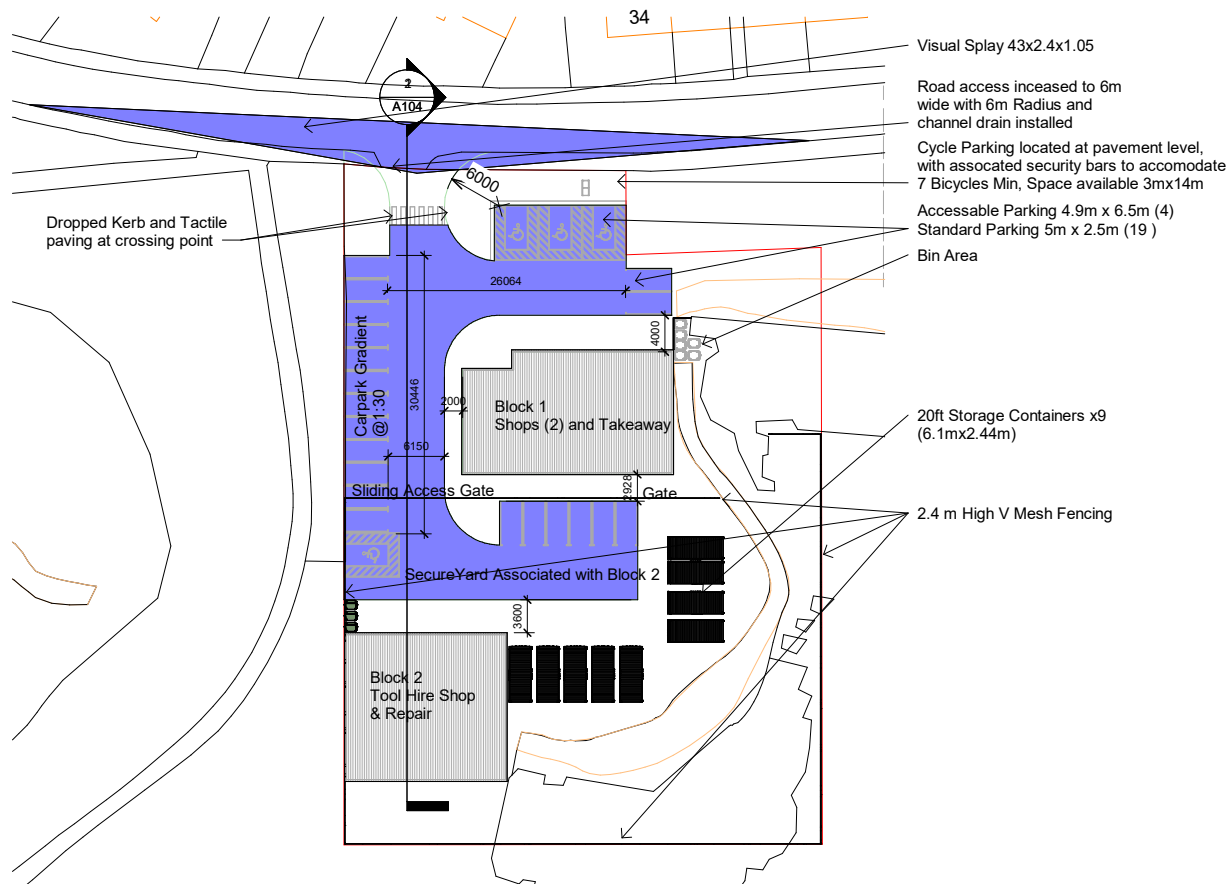 34
Visual Splay 43x2.4x1.05
Road access inceased to 6m
wide with 6m Radius and
channel drain installed
Cycle Parking located at pavement level,
with assocated security bars to accomodate
7 Bicycles Min, Space available 3mx14m
Accessable Parking 4.9m x 6.5m (4)
Standard Parking 5m x 2.5m (19 )
Bin Area
A104
6000
Dropped Kerb and Tactile
paving at crossing point
26064
4000
Carpark Gradient
@1:30
30446
2000
Block 1
Shops (2) and Takeaway
6150
20ft Storage Containers x9
(6.1mx2.44m)
2928
Sliding Access Gate
Gate
2.4 m High V Mesh Fencing
SecureYard Associated with Block 2
3600
Block 2
Tool Hire Shop
& Repair